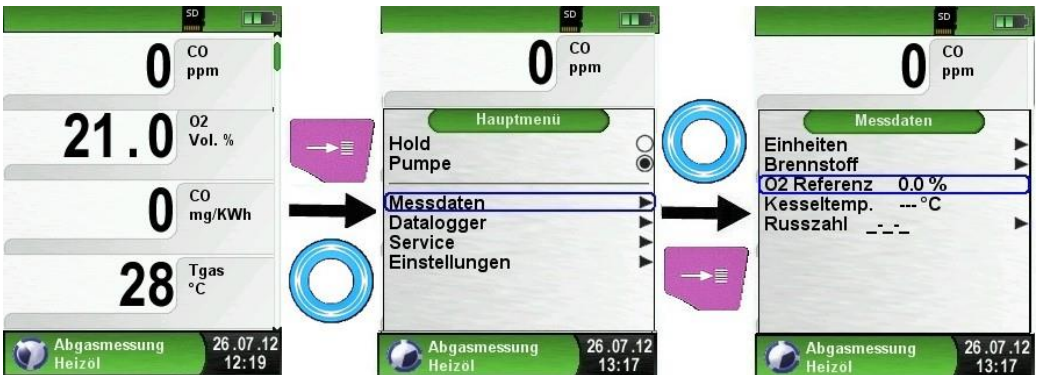 SD
0 CO
ppm
21.0 O2
Vol. %
0 CO
mg/KWh
28 Tgas
°C
Abgasmessung 26.07.12
Heizöl 12:19
SD
0 CO
ppm
Hauptmenü
Hold
Pumpe
Messdaten
Datalogger
Service
Einstellungen
Abgasmessung 26.07.12
Heizöl 13:17
SD
0 CO
ppm
Messdaten
Einheiten
Brennstoff
O2 Referenz 0.0 %
Kesseltemp. --- °C
Russzahl _-_-_
Abgasmessung 26.07.12
Heizöl 13:17